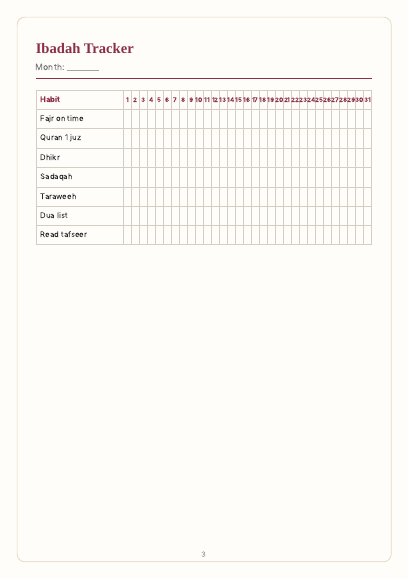 Ibadah Tracker
Month: _______
Habit 1 2 3 4 5 6 7 8 9 10 11 12 13 14 15 16 17 18 19 20 21 22 23 24 25 26 27 28 29 30 31
Fajr on time
Quran 1 juz
Dhikr
Sadaqah
Taraweeh
Dua list
Read tafseer
3